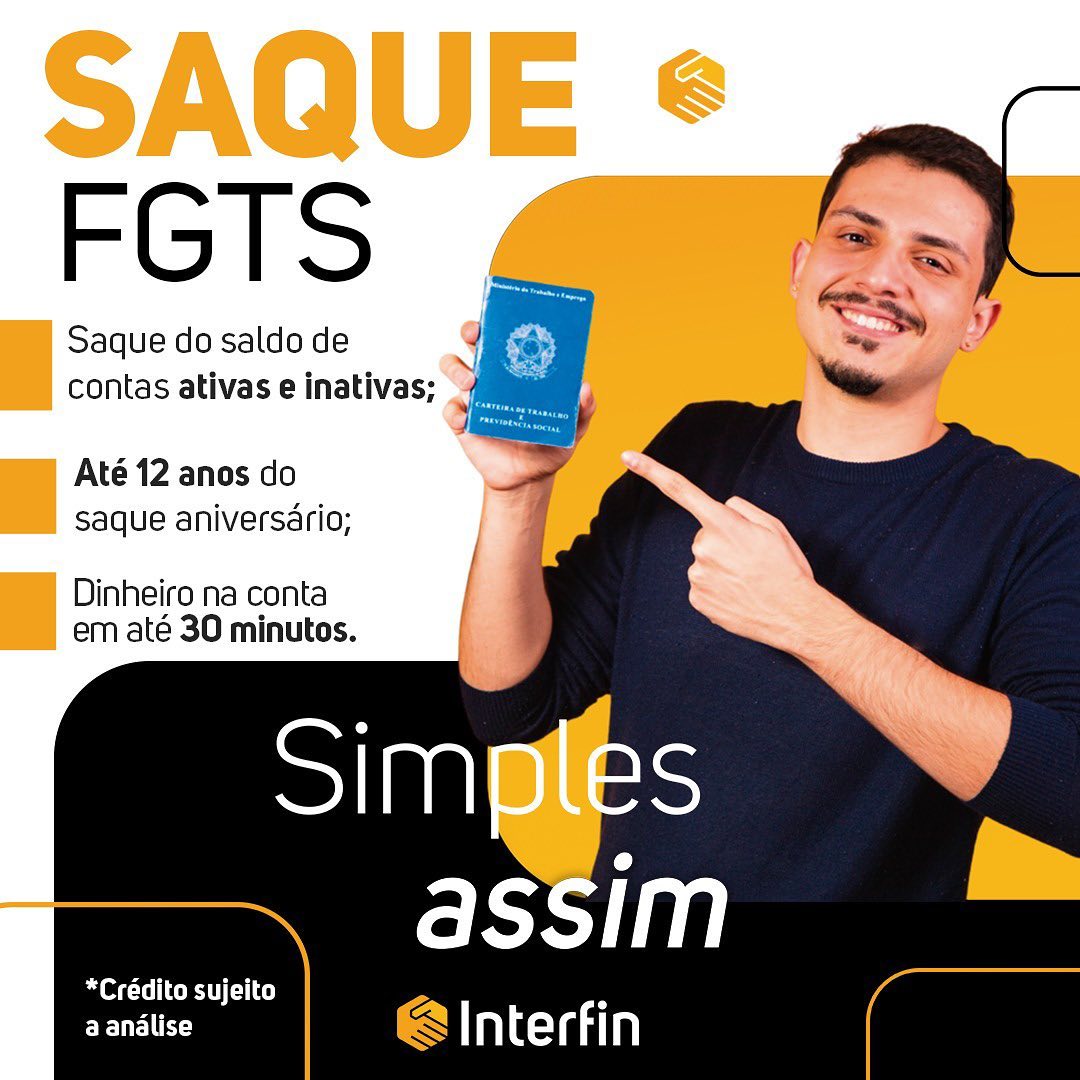 SAQUE
FGTS
Saque do saldo de
contas ativas e inativas;
Até 12 anos do
saque aniversário;
Dinheiro na conta
em até 30 minutos.
Ministério do Trabalho e Emprego
CARTEIRA DE TRABALHO
E
PREVIDÊNCIA SOCIAL
Simples
assim
*Crédito sujeito
a análise
Interfin